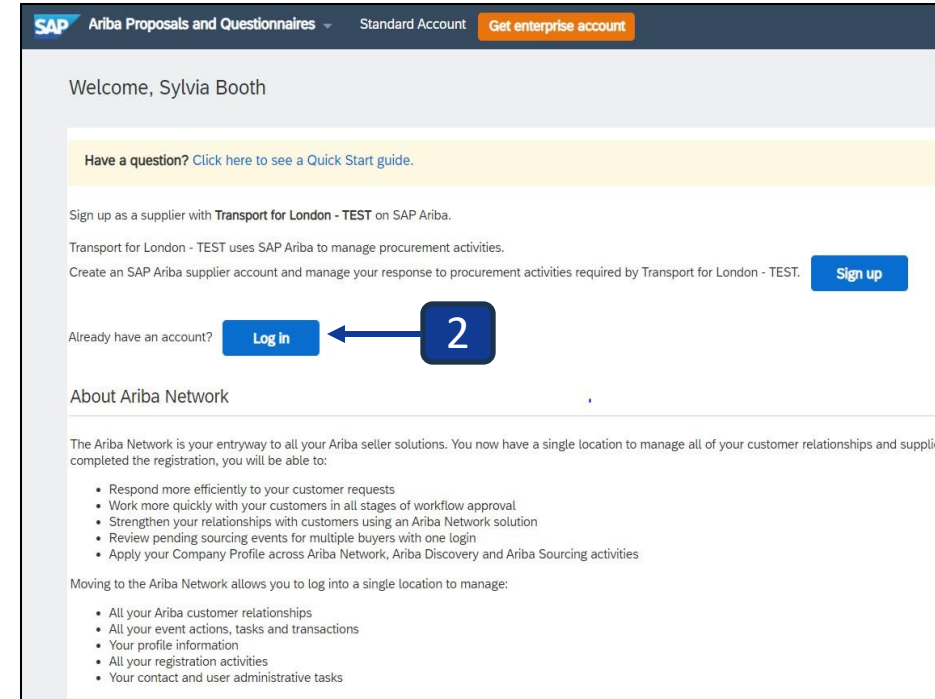 SAP Ariba Proposals and Questionnaires Standard Account Get enterprise account
Welcome, Sylvia Booth
Have a question? Click here to see a Quick Start guide.
Sign up as a supplier with Transport for London - TEST on SAP Ariba.
Transport for London - TEST uses SAP Ariba to manage procurement activities.
Create an SAP Ariba supplier account and manage your response to procurement activities required by Transport for London - TEST. Sign up
Already have an account? Log in 2
About Ariba Network
The Ariba Network is your entryway to all your Ariba seller solutions. You now have a single location to manage all of your customer relationships and suppli
completed the registration, you will be able to:
• Respond more efficiently to your customer requests
• Work more quickly with your customers in all stages of workflow approval
• Strengthen your relationships with customers using an Ariba Network solution
• Review pending sourcing events for multiple buyers with one login
• Apply your Company Profile across Ariba Network, Ariba Discovery and Ariba Sourcing activities
Moving to the Ariba Network allows you to log into a single location to manage:
• All your Ariba customer relationships
• All your event actions, tasks and transactions
• Your profile information
• All your registration activities
• Your contact and user administrative tasks